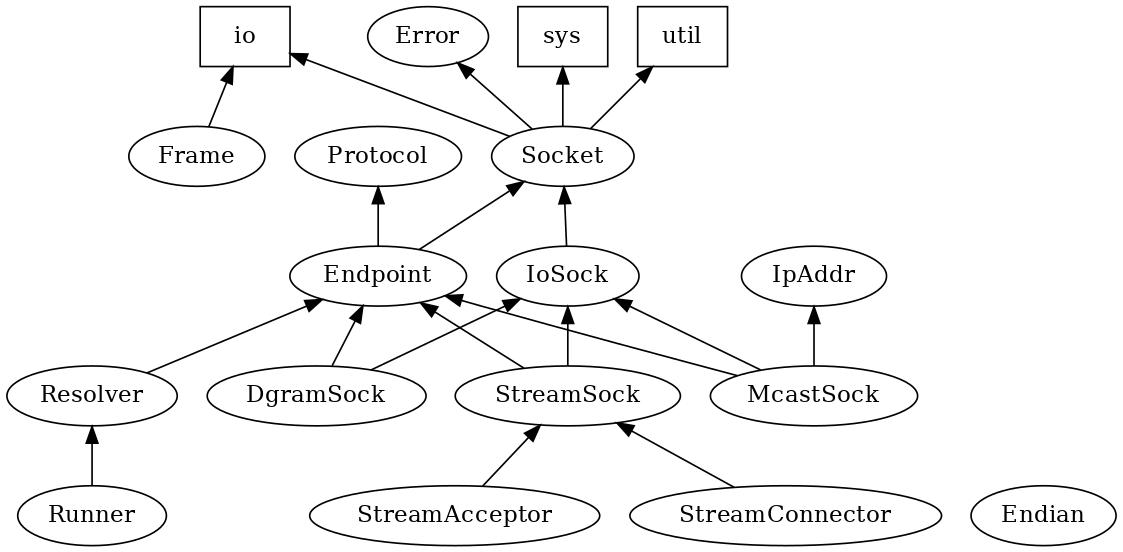 io
Error
sys
util
Frame
Protocol
Socket
Endpoint
IoSock
IpAddr
Resolver
DgramSock
StreamSock
McastSock
Runner
StreamAcceptor
StreamConnector
Endian